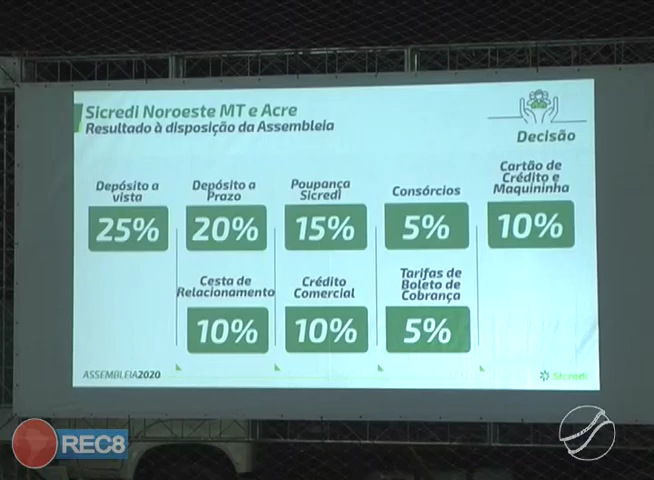 Sicredi Noroeste MT e Acre
Resultado à disposição da Assembleia
Decisão
Depósito a
vista
25%
Depósito a
Prazo
20%
Poupança
Sicredi
15%
Consórcios
5%
Cartão de
Crédito e
Maquininha
10%
Cesta de
Relacionamento
10%
Crédito
Comercial
10%
Tarifas de
Boleto de
Cobrança
5%
ASSEMBLEIA2020
Sicredi
REC8